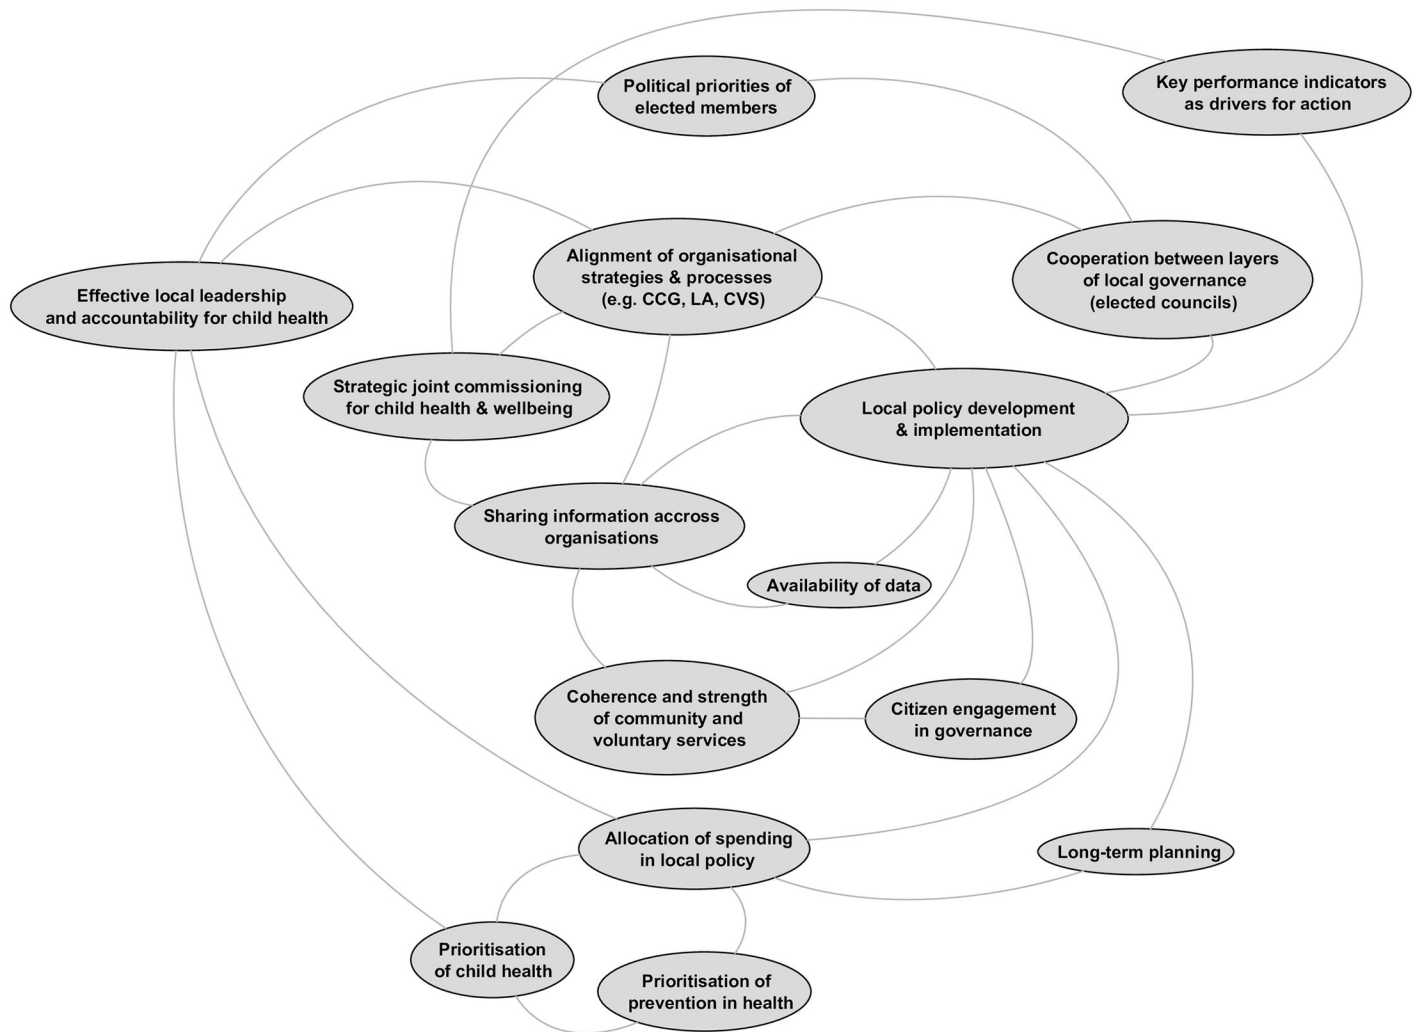 Political priorities of
elected members
Key performance indicators
as drivers for action
Alignment of organisational
strategies & processes
(e.g. CCG, LA, CVS)
Cooperation between layers
of local governance
(elected councils)
Effective local leadership
and accountability for child health
Strategic joint commissioning
for child health & wellbeing
Local policy development
& implementation
Sharing information accross
organisations
Availability of data
Coherence and strength
of community and
voluntary services
Citizen engagement
in governance
Allocation of spending
in local policy
Long-term planning
Prioritisation
of child health
Prioritisation of
prevention in health